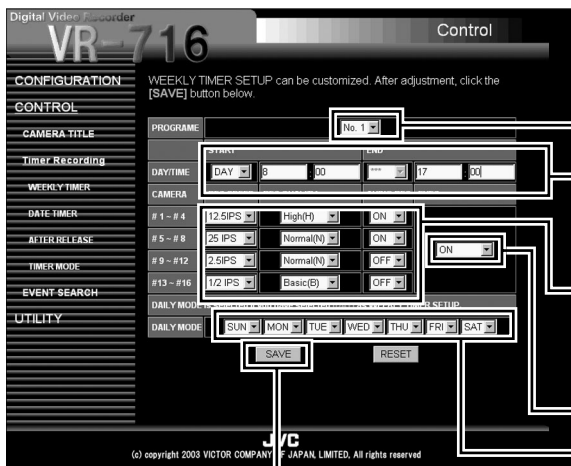 Digital Video Recorder
VR-716
Control
CONFIGURATION
CONTROL
CAMERA TITLE
Timer Recording
WEEKLY TIMER
DATE TIMER
AFTER RELEASE
TIMER MODE
EVENT SEARCH
UTILITY
WEEKLY TIMER SETUP can be customized. After adjustment, click the
[SAVE] button below.
PROGRAME No. 1
START END
DAY/TIME DAY 8 :00 *** 17 :00
CAMERA
# 1 ~ # 4 12.5IPS High(H) ON
# 5 ~ # 8 25 IPS Normal(N) ON
# 9 ~ #12 2.5IPS Normal(N) OFF
#13 ~ #16 1/2 IPS Basic(B) OFF
ON
DAILY MODE
DAILY MODE SUN MON TUE WED THU FRI SAT
SAVE RESET
JVC
(c) copyright 2003 VICTOR COMPANY OF JAPAN, LIMITED, All rights reserved